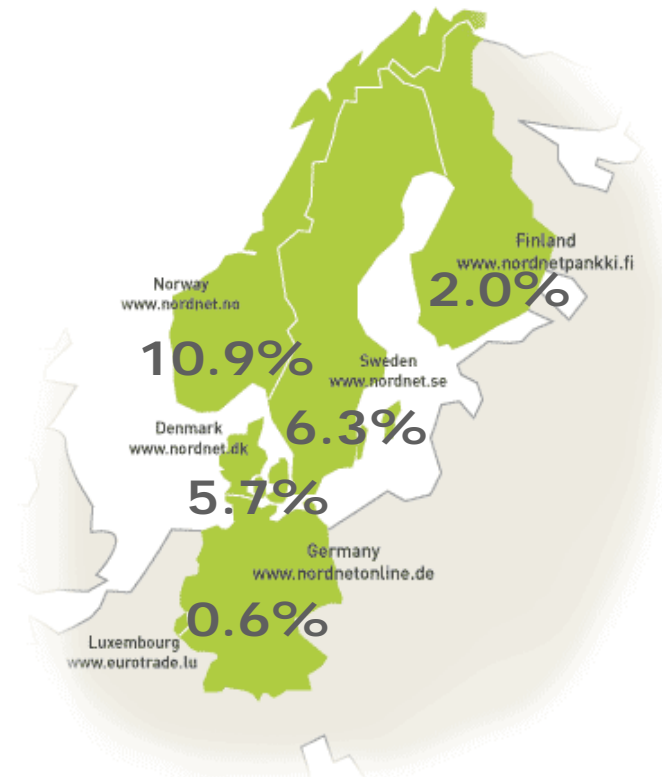 Finland
www.nordnetpankki.fi
2.0%
Norway
www.nordnet.no
10.9%
Sweden
www.nordnet.se
6.3%
Denmark
www.nordnet.dk
5.7%
Germany
www.nordnetonline.de
0.6%
Luxembourg
www.eurotrade.lu